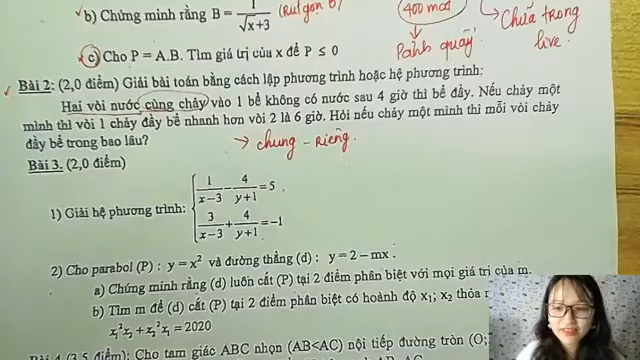 b) Chứng minh rằng B = 1/(√x+3) (Rút gọn B)
400 mod
→ Chữa trong
live.
Park quẫy
c) Cho P = A.B. Tìm giá trị của x để P ≤ 0
Bài 2: (2,0 điểm) Giải bài toán bằng cách lập phương trình hoặc hệ phương trình:
Hai vòi nước cùng chảy vào 1 bể không có nước sau 4 giờ thì bể đầy. Nếu chảy một
mình thì vòi 1 chảy đầy bể nhanh hơn vòi 2 là 6 giờ. Hỏi nếu chảy một mình thì mỗi vòi chảy
đầy bể trong bao lâu?
→ chung - riêng.
Bài 3. (2,0 điểm)
1) Giải hệ phương trình: { 1/(x−3) − 4/(y+1) = 5
3/(x−3) + 4/(y+1) = −1
2) Cho parabol (P) : y = x² và đường thẳng (d) : y = 2 − mx .
a) Chứng minh rằng (d) luôn cắt (P) tại 2 điểm phân biệt với mọi giá trị của m.
b) Tìm m để (d) cắt (P) tại 2 điểm phân biệt có hoành độ x₁; x₂ thỏa
x₁²x₂ + x₂²x₁ = 2020
Bài 4 (3,5 điểm): Cho tam giác ABC nhọn (AB<AC) nội tiếp đường tròn (O;